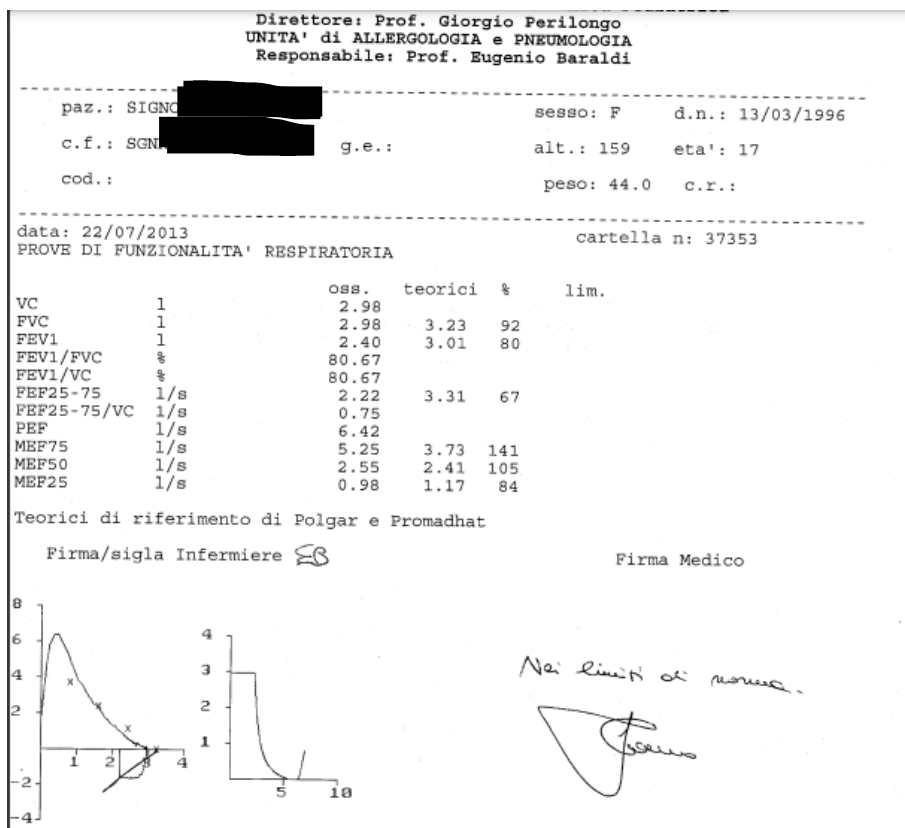 Direttore: Prof. Giorgio Perilongo
UNITA' di ALLERGOLOGIA e PNEUMOLOGIA
Responsabile: Prof. Eugenio Baraldi
paz.: SIGNO sesso: F d.n.: 13/03/1996
c.f.: SGN g.e.: alt.: 159 eta': 17
cod.: peso: 44.0 c.r.:
data: 22/07/2013 cartella n: 37353
PROVE DI FUNZIONALITA' RESPIRATORIA
oss. teorici % lim.
VC l 2.98
FVC l 2.98 3.23 92
FEV1 l 2.40 3.01 80
FEV1/FVC % 80.67
FEV1/VC % 80.67
FEF25-75 l/s 2.22 3.31 67
FEF25-75/VC l/s 0.75
PEF l/s 6.42
MEF75 l/s 5.25 3.73 141
MEF50 l/s 2.55 2.41 105
MEF25 l/s 0.98 1.17 84
Teorici di riferimento di Polgar e Promadhat
Firma/sigla Infermiere EB Firma Medico
8
6
4
2
-2
-4
1 2 3 4
4
3
2
1
5 10
Nei limiti di norma.